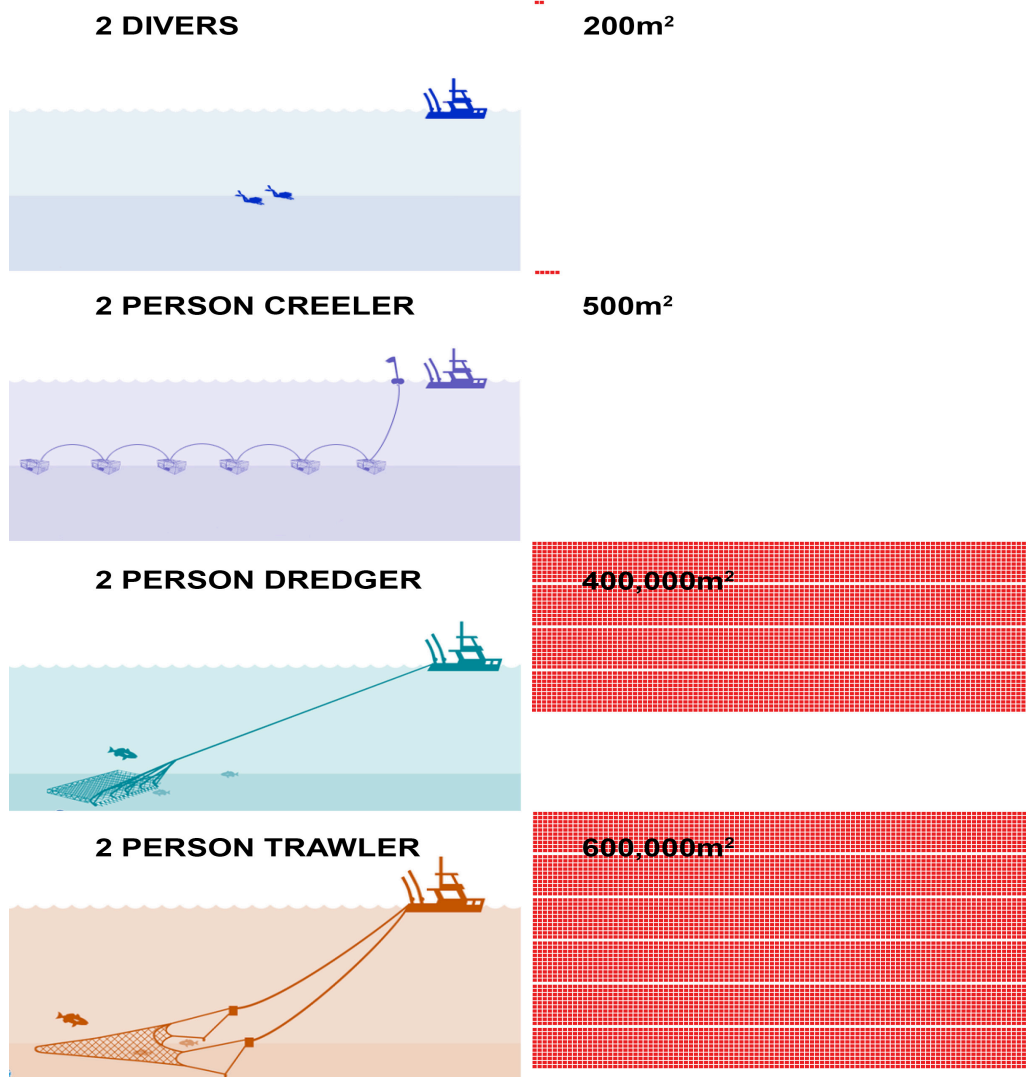 2 DIVERS
200m²
2 PERSON CREELER
500m²
2 PERSON DREDGER
400,000m²
2 PERSON TRAWLER
600,000m²